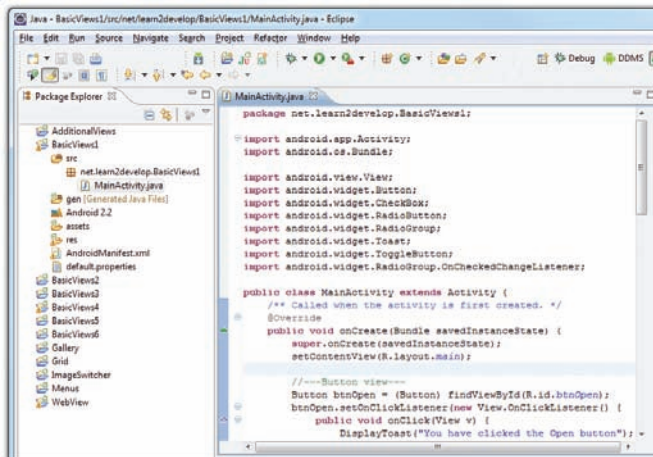 Java - BasicViews1/src/net/learn2develop/BasicViews1/MainActivity.java - Eclipse
File Edit Run Source Navigate Search Project Refactor Window Help
Debug DDMS
Package Explorer
AdditionalViews
BasicViews1
src
net.learn2develop.BasicViews1
MainActivity.java
gen [Generated Java Files]
Android 2.2
assets
res
AndroidManifest.xml
default.properties
BasicViews2
BasicViews3
BasicViews4
BasicViews5
BasicViews6
Gallery
Grid
ImageSwitcher
Menus
WebView
MainActivity.java
package net.learn2develop.BasicViews1;
import android.app.Activity;
import android.os.Bundle;
import android.view.View;
import android.widget.Button;
import android.widget.CheckBox;
import android.widget.RadioButton;
import android.widget.RadioGroup;
import android.widget.Toast;
import android.widget.ToggleButton;
import android.widget.RadioGroup.OnCheckedChangeListener;
public class MainActivity extends Activity {
/** Called when the activity is first created. */
@Override
public void onCreate(Bundle savedInstanceState) {
super.onCreate(savedInstanceState);
setContentView(R.layout.main);
//---Button view---
Button btnOpen = (Button) findViewById(R.id.btnOpen);
btnOpen.setOnClickListener(new View.OnClickListener() {
public void onClick(View v) {
DisplayToast("You have clicked the Open button");